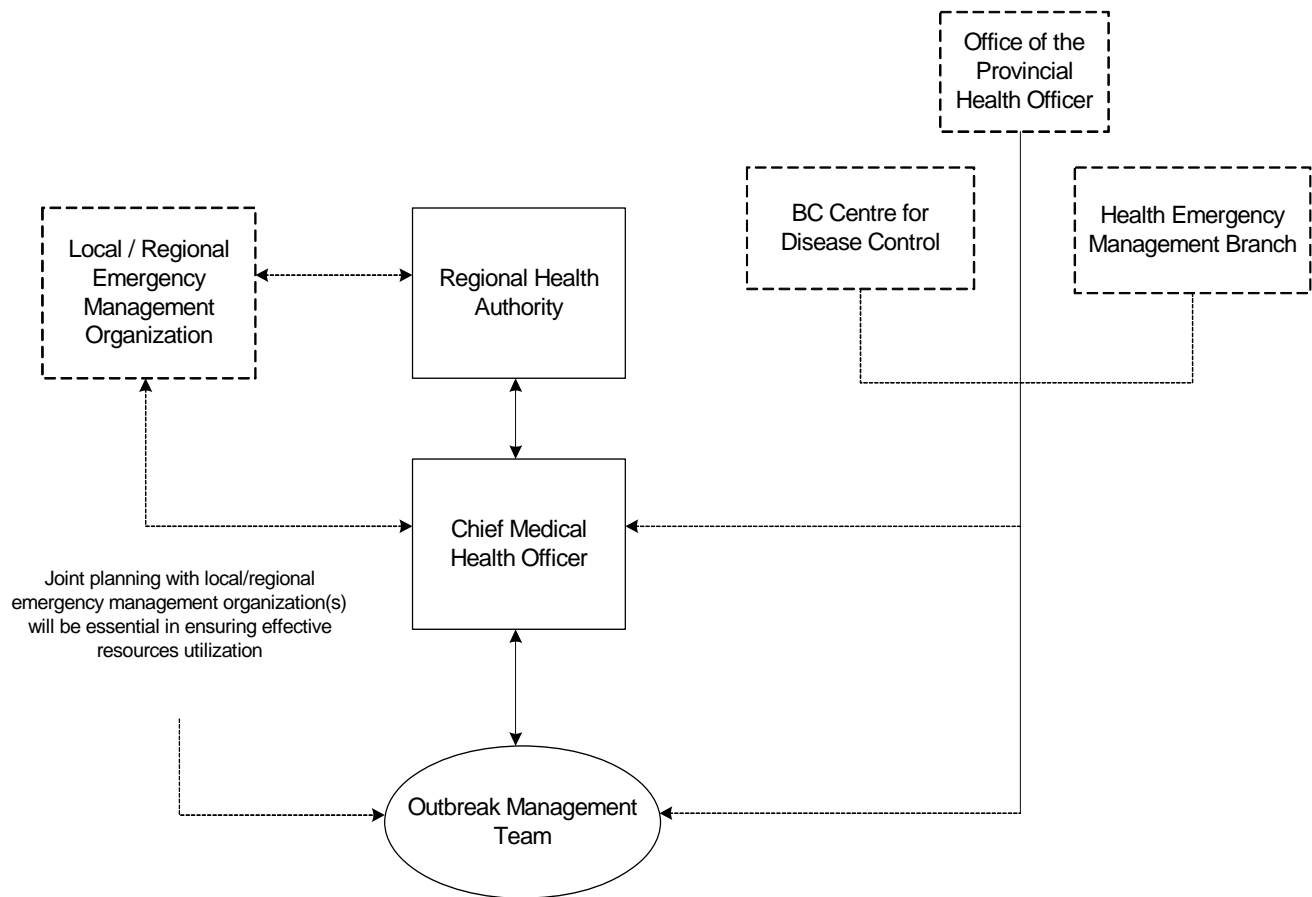 Office of the
Provincial
Health Officer
BC Centre for
Disease Control
Health Emergency
Management Branch
Local / Regional
Emergency
Management
Organization
Regional Health
Authority
Chief Medical
Health Officer
Joint planning with local/regional
emergency management organization(s)
will be essential in ensuring effective
resources utilization
Outbreak Management
Team